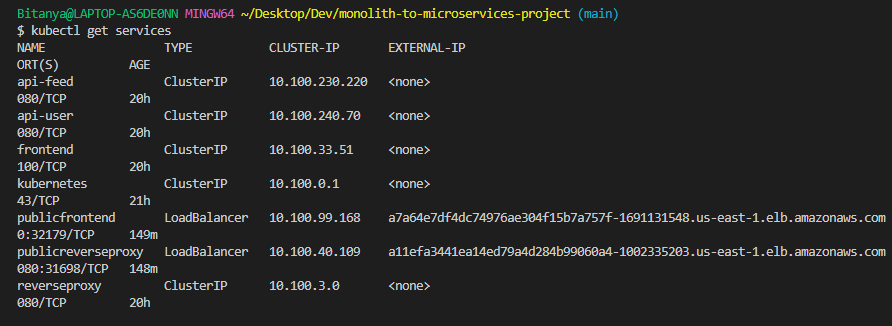 Bitanya@LAPTOP-AS6DE0NN MINGW64 ~/Desktop/Dev/monolith-to-microservices-project (main)
$ kubectl get services
NAME TYPE CLUSTER-IP EXTERNAL-IP
ORT(S) AGE
api-feed ClusterIP 10.100.230.220 <none>
080/TCP 20h
api-user ClusterIP 10.100.240.70 <none>
080/TCP 20h
frontend ClusterIP 10.100.33.51 <none>
100/TCP 20h
kubernetes ClusterIP 10.100.0.1 <none>
43/TCP 21h
publicfrontend LoadBalancer 10.100.99.168 a7a64e7df4dc74976ae304f15b7a757f-1691131548.us-east-1.elb.amazonaws.com
0:32179/TCP 149m
publicreverseproxy LoadBalancer 10.100.40.109 a11efa3441ea14ed79a4d284b99060a4-1002335203.us-east-1.elb.amazonaws.com
080:31698/TCP 148m
reverseproxy ClusterIP 10.100.3.0 <none>
080/TCP 20h